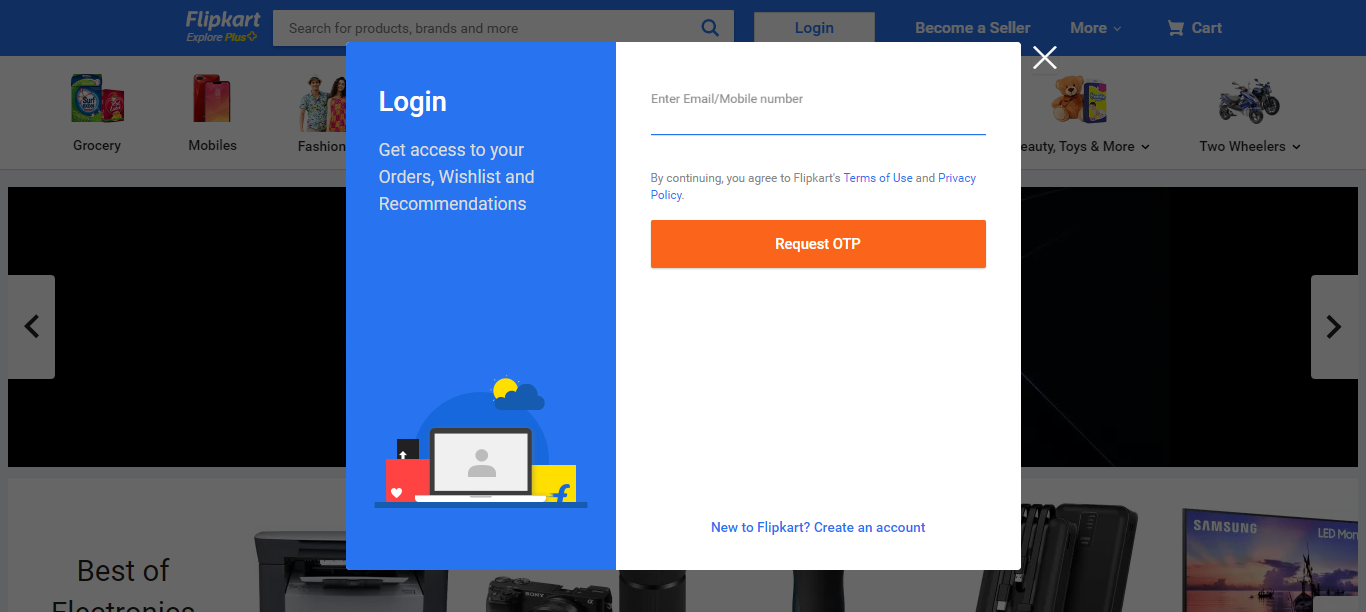 Flipkart
Explore Plus
Search for products, brands and more
Login
Become a Seller
More
Cart
Grocery
Mobiles
Fashion
Toys & More
Two Wheelers
Login
Get access to your
Orders, Wishlist and
Recommendations
Enter Email/Mobile number
By continuing, you agree to Flipkart's Terms of Use and Privacy
Policy.
Request OTP
New to Flipkart? Create an account
Best of
Electronics
SAMSUNG
LED